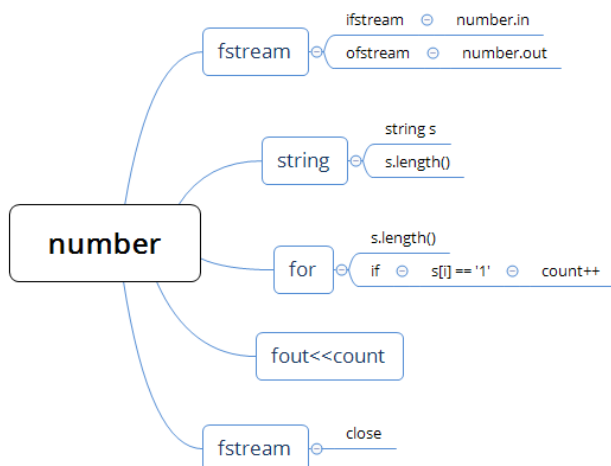 number
fstream
ifstream
number.in
ofstream
number.out
string
string s
s.length()
for
s.length()
if
s[i] == '1'
count++
fout<<count
fstream
close